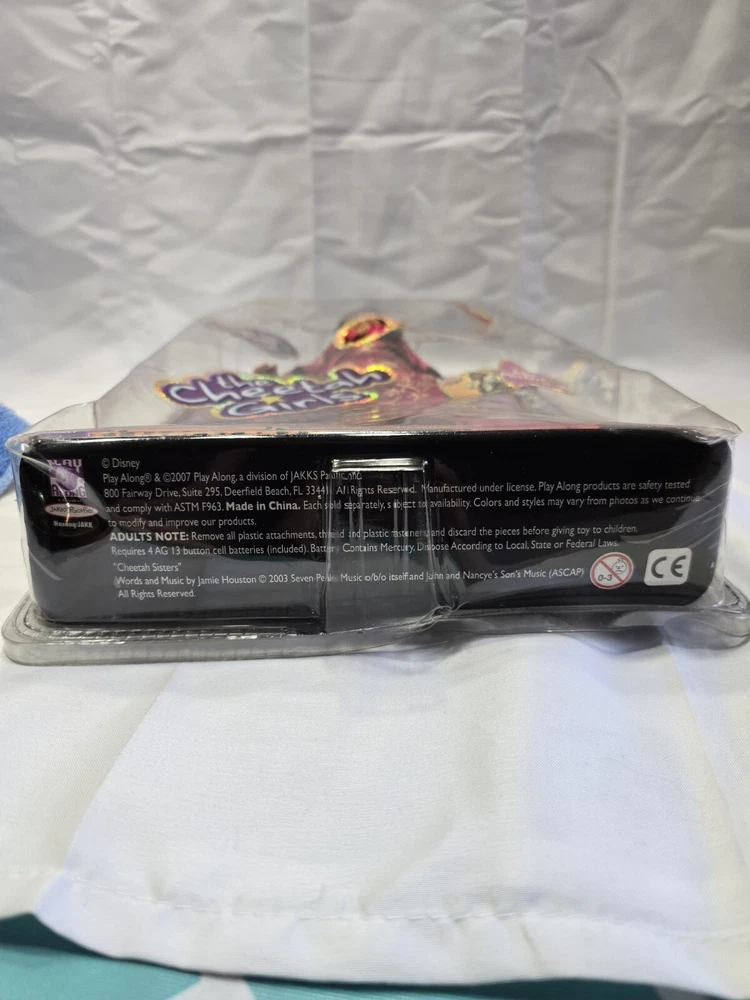 the
Cheetah
Girls
PLAY
ALONG
JAKKS Pacific
© Disney
Play Along® & ©2007 Play Along, a division of JAKKS Pacific, Inc.
800 Fairway Drive, Suite 295, Deerfield Beach, FL 33441 All Rights Reserved. Manufactured under license. Play Along products are safety tested
and comply with ASTM F963. Made in China. Each sold separately, subject to availability. Colors and styles may vary from photos as we continue
to modify and improve our products.
ADULTS NOTE: Remove all plastic attachments, thread and plastic fasteners, and discard the pieces before giving toy to children.
Requires 4 AG 13 button cell batteries (included). Battery Contains Mercury, Dispose According to Local, State or Federal Laws.
"Cheetah Sisters"
Words and Music by Jamie Houston © 2003 Seven Peaks Music o/b/o itself and John and Nancye's Son's Music (ASCAP)
All Rights Reserved.
0-3
CE